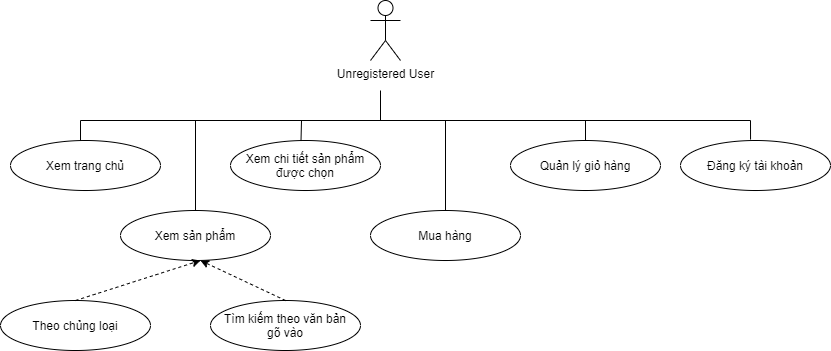 Unregistered User
Xem trang chủ
Xem chi tiết sản phẩm
được chọn
Quản lý giỏ hàng
Đăng ký tài khoản
Xem sản phẩm
Mua hàng
Theo chủng loại
Tìm kiếm theo văn bản
gõ vào